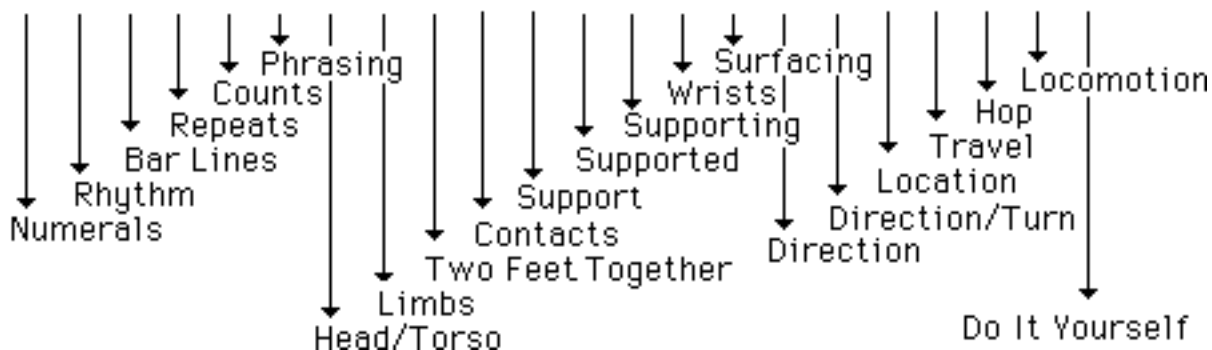 Phrasing
Surfacing
Locomotion
Counts
Wrists
Hop
Repeats
Supporting
Travel
Bar Lines
Supported
Location
Rhythm
Support
Direction/Turn
Numerals
Contacts
Direction
Two Feet Together
Limbs
Head/Torso
Do It Yourself